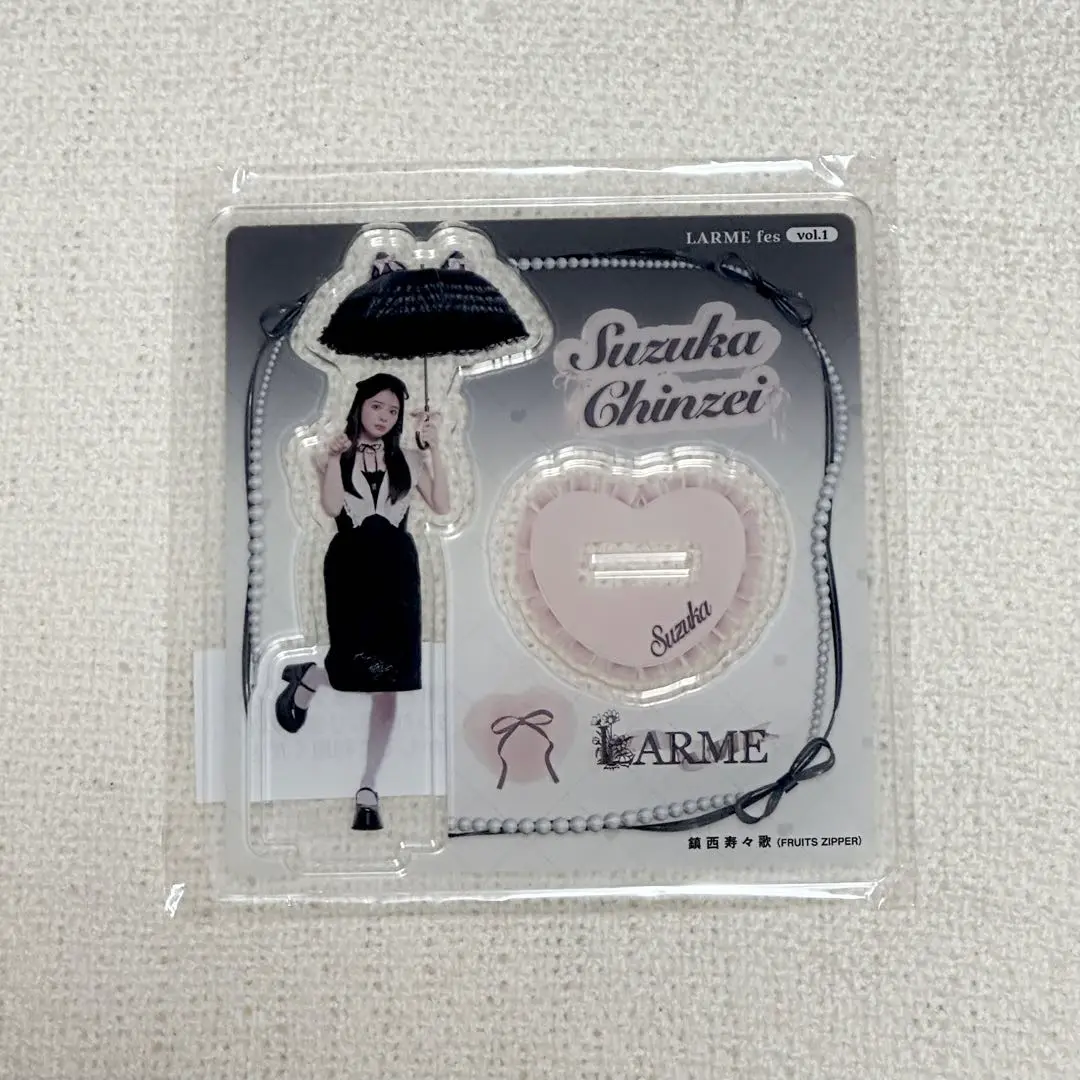 LARME fes vol.1
Suzuka
Chinzei
Suzuka
LARME
鎮西寿々歌 (FRUITS ZIPPER)